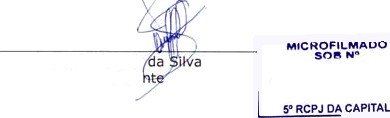 da Silva
nte
MICROFILMADO
SOB Nº
5º RCPJ DA CAPITAL